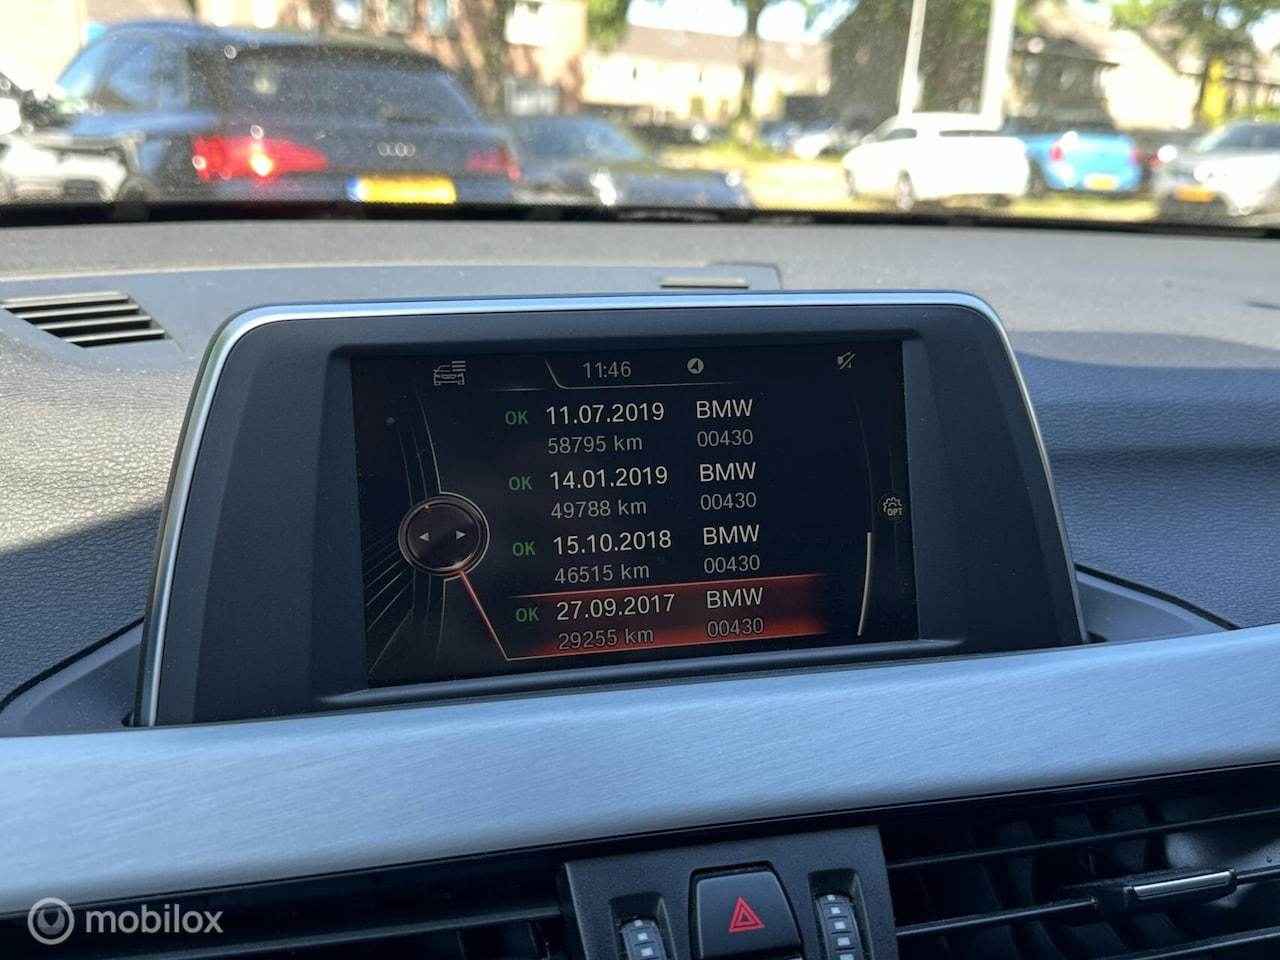 11:46
OK 11.07.2019 BMW
58795 km 00430
OK 14.01.2019 BMW
49788 km 00430
OK 15.10.2018 BMW
46515 km 00430
OK 27.09.2017 BMW
29255 km 00430
OPT
mobilox